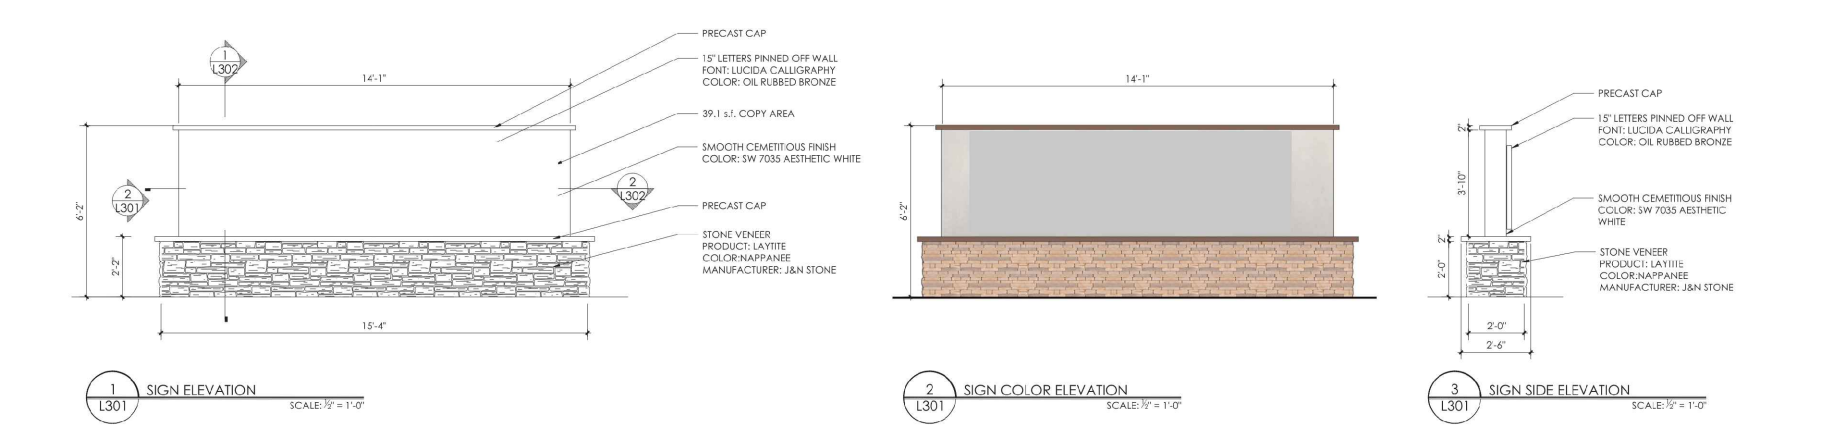 1
L302
14'-1"
6'-2"
2
L301
2
L302
2'-2"
15'-4"
PRECAST CAP
15" LETTERS PINNED OFF WALL
FONT: LUCIDA CALLIGRAPHY
COLOR: OIL RUBBED BRONZE
39.1 s.f. COPY AREA
SMOOTH CEMETITIOUS FINISH
COLOR: SW 7035 AESTHETIC WHITE
PRECAST CAP
STONE VENEER
PRODUCT: LAYTITE
COLOR:NAPPANEE
MANUFACTURER: J&N STONE
1
L301
SIGN ELEVATION
SCALE: ½" = 1'-0"
14'-1"
6'-2"
2
L301
SIGN COLOR ELEVATION
SCALE: ½" = 1'-0"
2"
3'-10"
2"
2'-0"
2'-0"
2'-6"
PRECAST CAP
15" LETTERS PINNED OFF WALL
FONT: LUCIDA CALLIGRAPHY
COLOR: OIL RUBBED BRONZE
SMOOTH CEMETITIOUS FINISH
COLOR: SW 7035 AESTHETIC
WHITE
STONE VENEER
PRODUCT: LAYTITE
COLOR:NAPPANEE
MANUFACTURER: J&N STONE
3
L301
SIGN SIDE ELEVATION
SCALE: ½" = 1'-0"